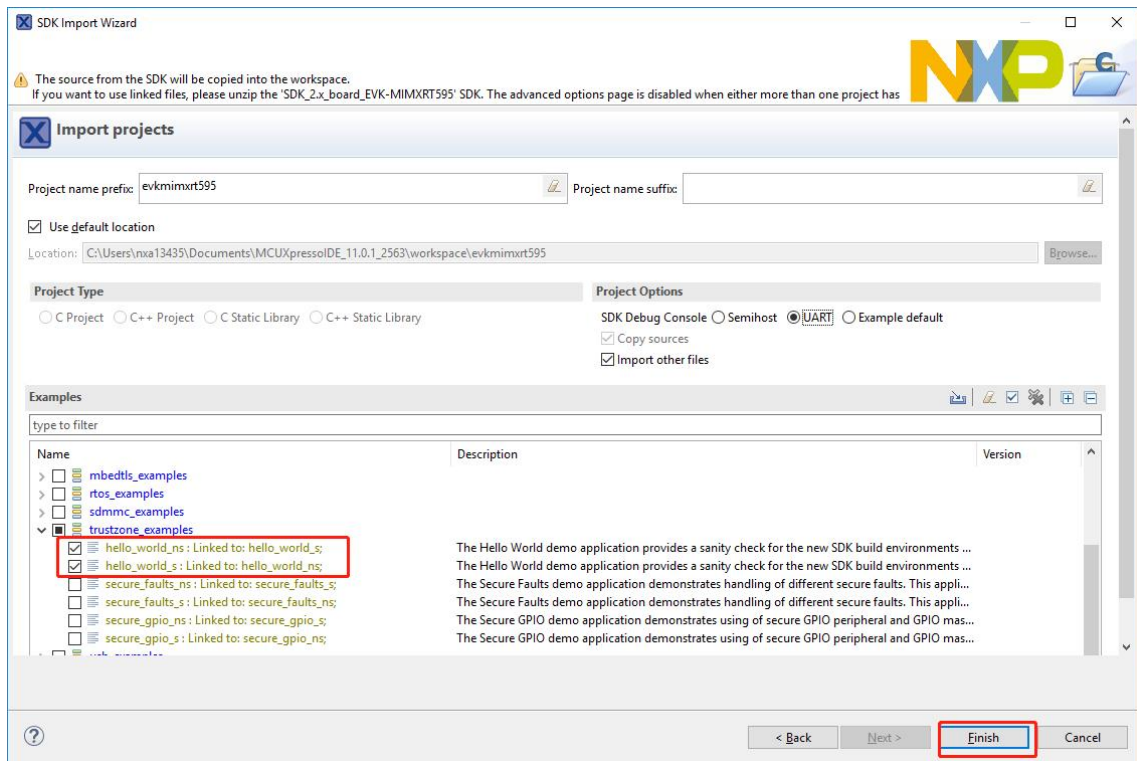 SDK Import Wizard
NXP
The source from the SDK will be copied into the workspace.
If you want to use linked files, please unzip the 'SDK_2.x_board_EVK-MIMXRT595' SDK. The advanced options page is disabled when either more than one project has
Import projects
Project name prefix: evkmimxrt595 Project name suffix:
Use default location
Location: C:\Users\nxa13435\Documents\MCUXpressoIDE_11.0.1_2563\workspace\evkmimxrt595 Browse...
Project Type Project Options
C Project C++ Project C Static Library C++ Static Library SDK Debug Console Semihost UART Example default
Copy sources
Import other files
Examples
type to filter
Name Description Version
mbedtls_examples
rtos_examples
sdmmc_examples
trustzone_examples
hello_world_ns : Linked to: hello_world_s; The Hello World demo application provides a sanity check for the new SDK build environments ...
hello_world_s : Linked to: hello_world_ns; The Hello World demo application provides a sanity check for the new SDK build environments ...
secure_faults_ns : Linked to: secure_faults_s; The Secure Faults demo application demonstrates handling of different secure faults. This appli...
secure_faults_s : Linked to: secure_faults_ns; The Secure Faults demo application demonstrates handling of different secure faults. This appli...
secure_gpio_ns : Linked to: secure_gpio_s; The Secure GPIO demo application demonstrates using of secure GPIO peripheral and GPIO mas...
secure_gpio_s : Linked to: secure_gpio_ns; The Secure GPIO demo application demonstrates using of secure GPIO peripheral and GPIO mas...
< Back Next > Finish Cancel